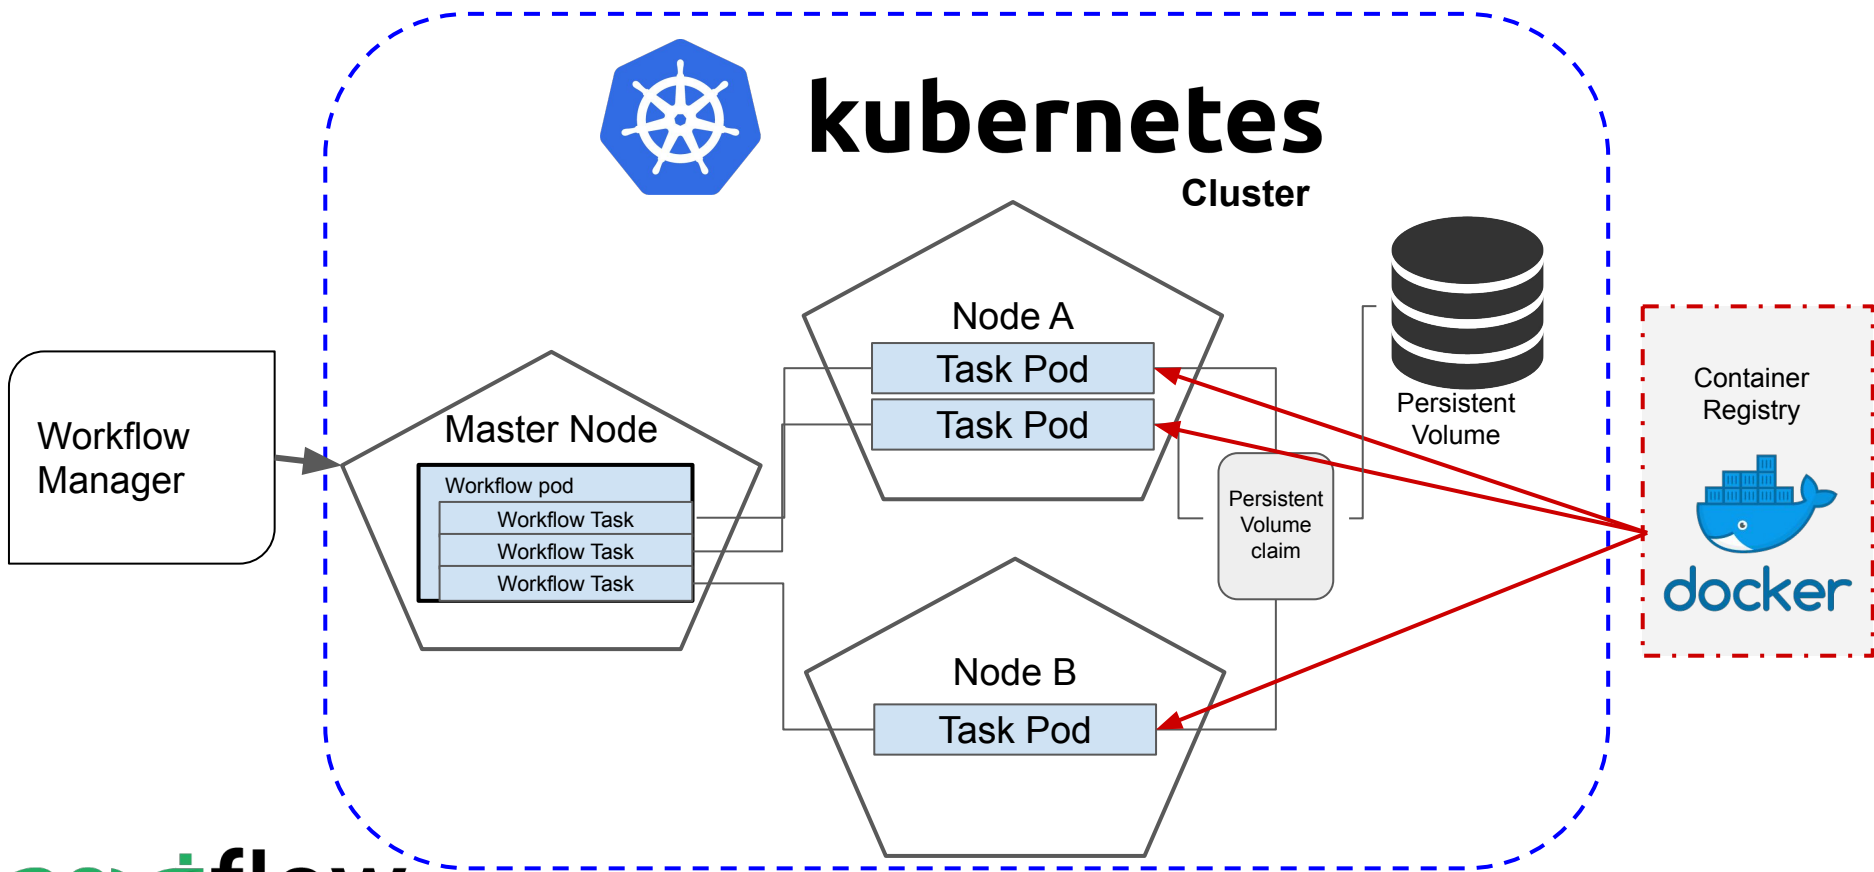 kubernetes
Cluster
Workflow
Manager
Master Node
Workflow pod
Workflow Task
Workflow Task
Workflow Task
Node A
Task Pod
Task Pod
Node B
Task Pod
Persistent
Volume
claim
Persistent
Volume
Container
Registry
docker